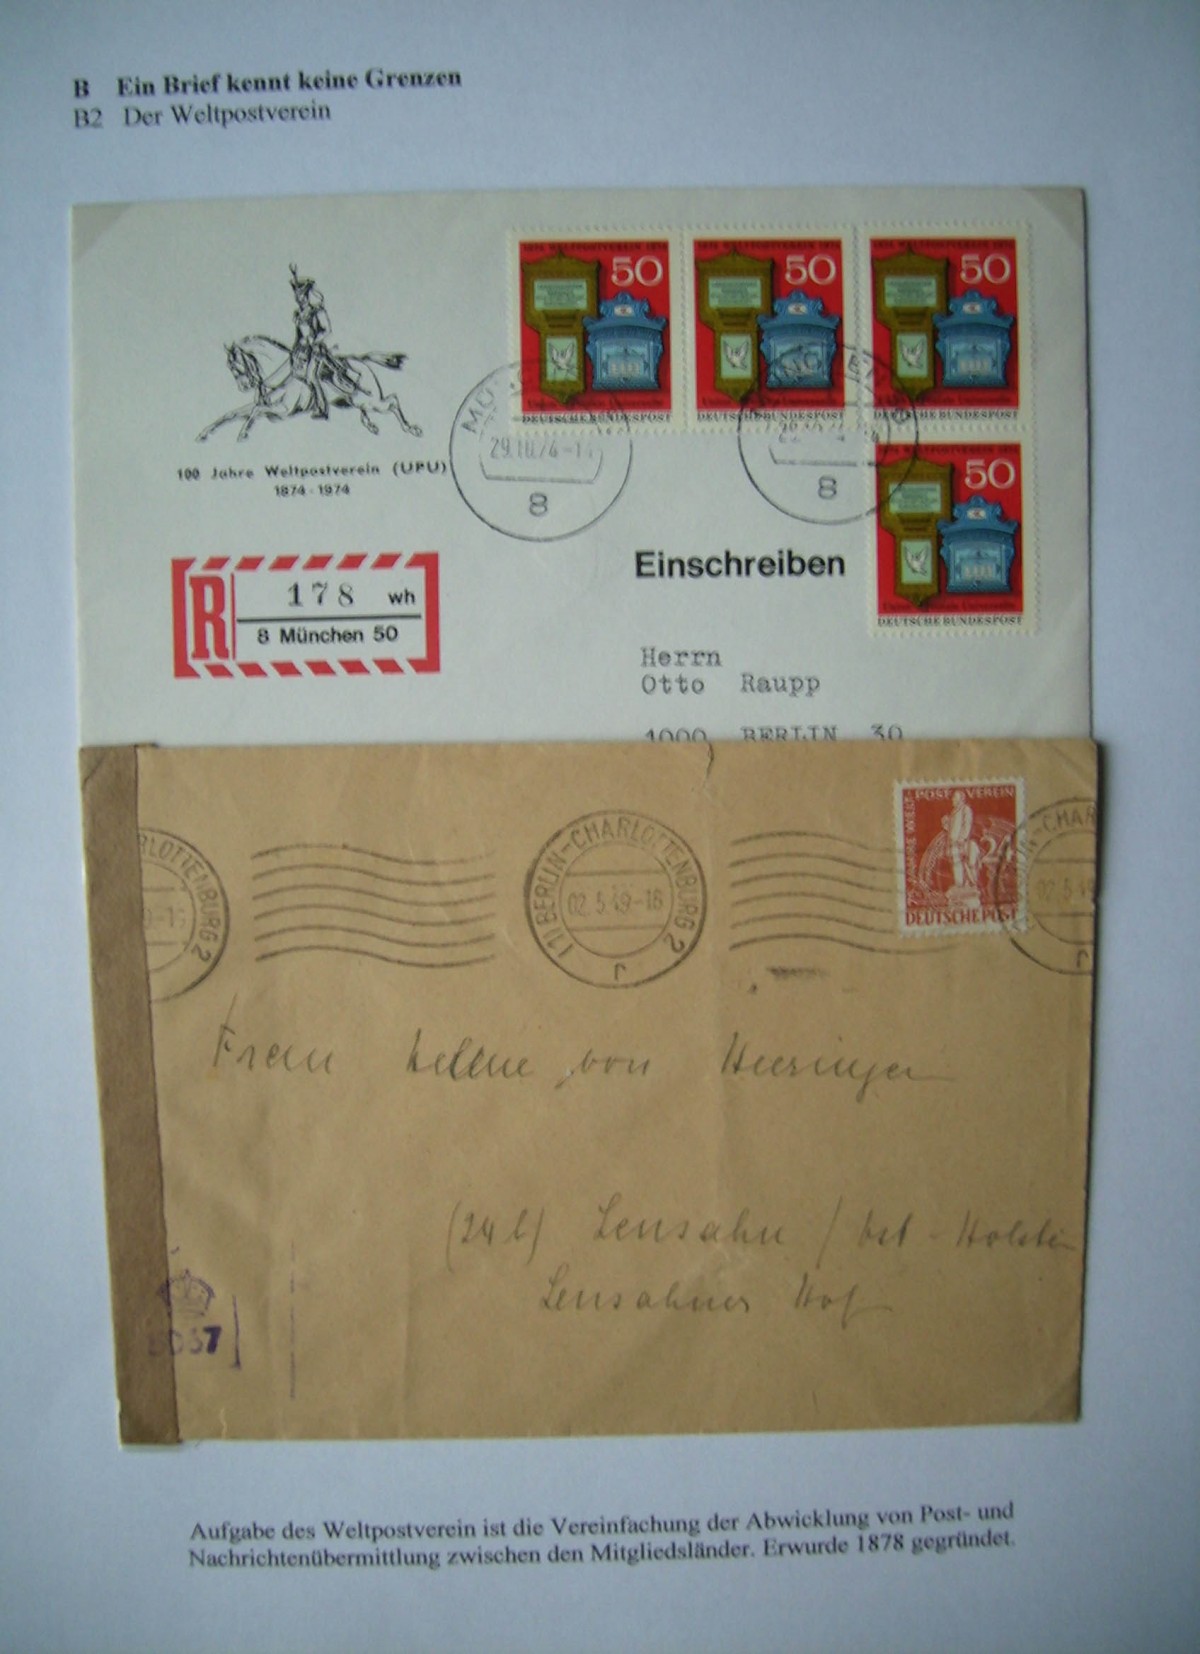 B Ein Brief kennt keine Grenzen
B2 Der Weltpostverein
50
50
50
DEUTSCHE BUNDESPOST
DEUTSCHE BUNDESPOST
DEUTSCHE BUNDESPOST
29.10.74
8
8
100 Jahre Weltpostverein (UPU)
1874 - 1974
50
DEUTSCHE BUNDESPOST
Einschreiben
R 178 wh
8 München 50
Herrn
Otto Raupp
1000 BERLIN 30
POST VEREIN
24
DEUTSCHE POST
(1) BERLIN-CHARLOTTENBURG 2
02.5.49-16
r
Frau Helene von Heeringen
(24b) Lensahn / Ost-Holstein
Lensahner Hof
Aufgabe des Weltpostverein ist die Vereinfachung der Abwicklung von Post- und
Nachrichtenübermittlung zwischen den Mitgliedsländer. Erwurde 1878 gegründet.